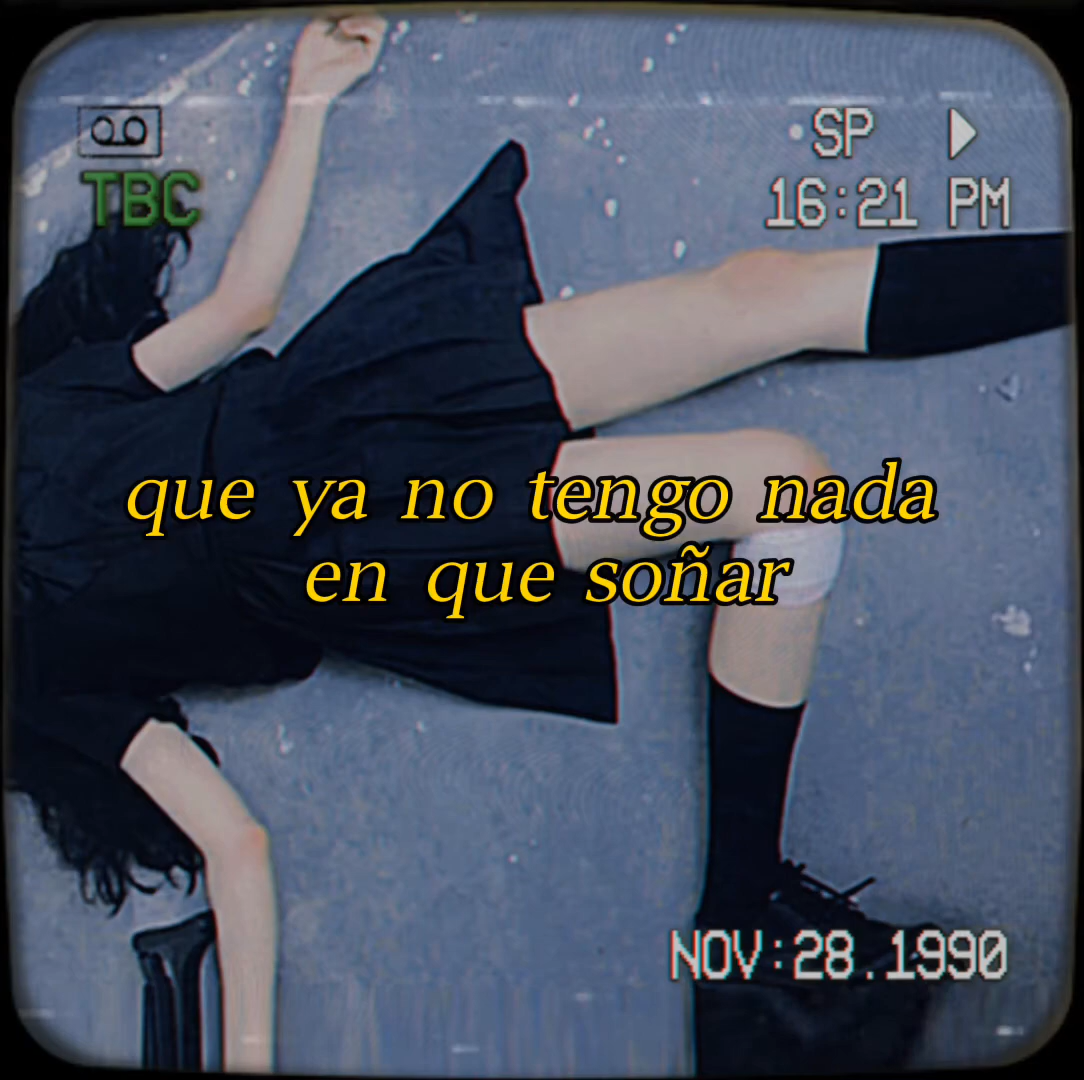 TBC
SP
16:21 PM
que ya no tengo nada
en que soñar
NOV:28.1990